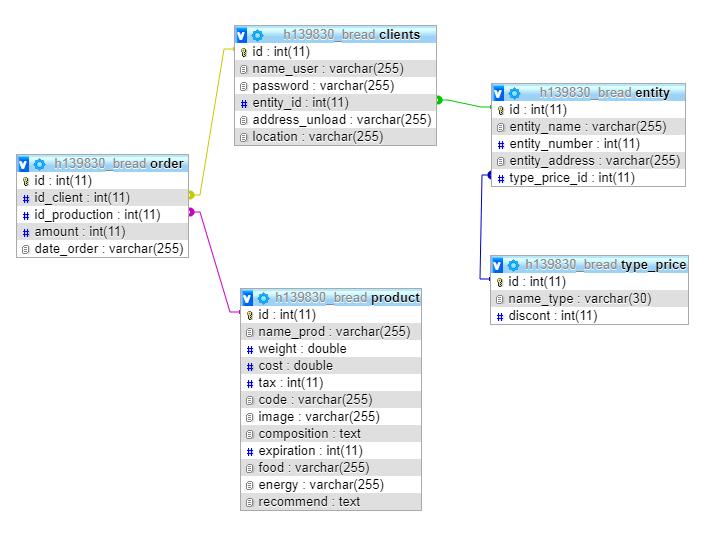 h139830_bread clients
id : int(11)
name_user : varchar(255)
password : varchar(255)
entity_id : int(11)
address_unload : varchar(255)
location : varchar(255)
h139830_bread entity
id : int(11)
entity_name : varchar(255)
entity_number : int(11)
entity_address : varchar(255)
type_price_id : int(11)
h139830_bread order
id : int(11)
id_client : int(11)
id_production : int(11)
amount : int(11)
date_order : varchar(255)
h139830_bread type_price
id : int(11)
name_type : varchar(30)
discont : int(11)
h139830_bread product
id : int(11)
name_prod : varchar(255)
weight : double
cost : double
tax : int(11)
code : varchar(255)
image : varchar(255)
composition : text
expiration : int(11)
food : varchar(255)
energy : varchar(255)
recommend : text